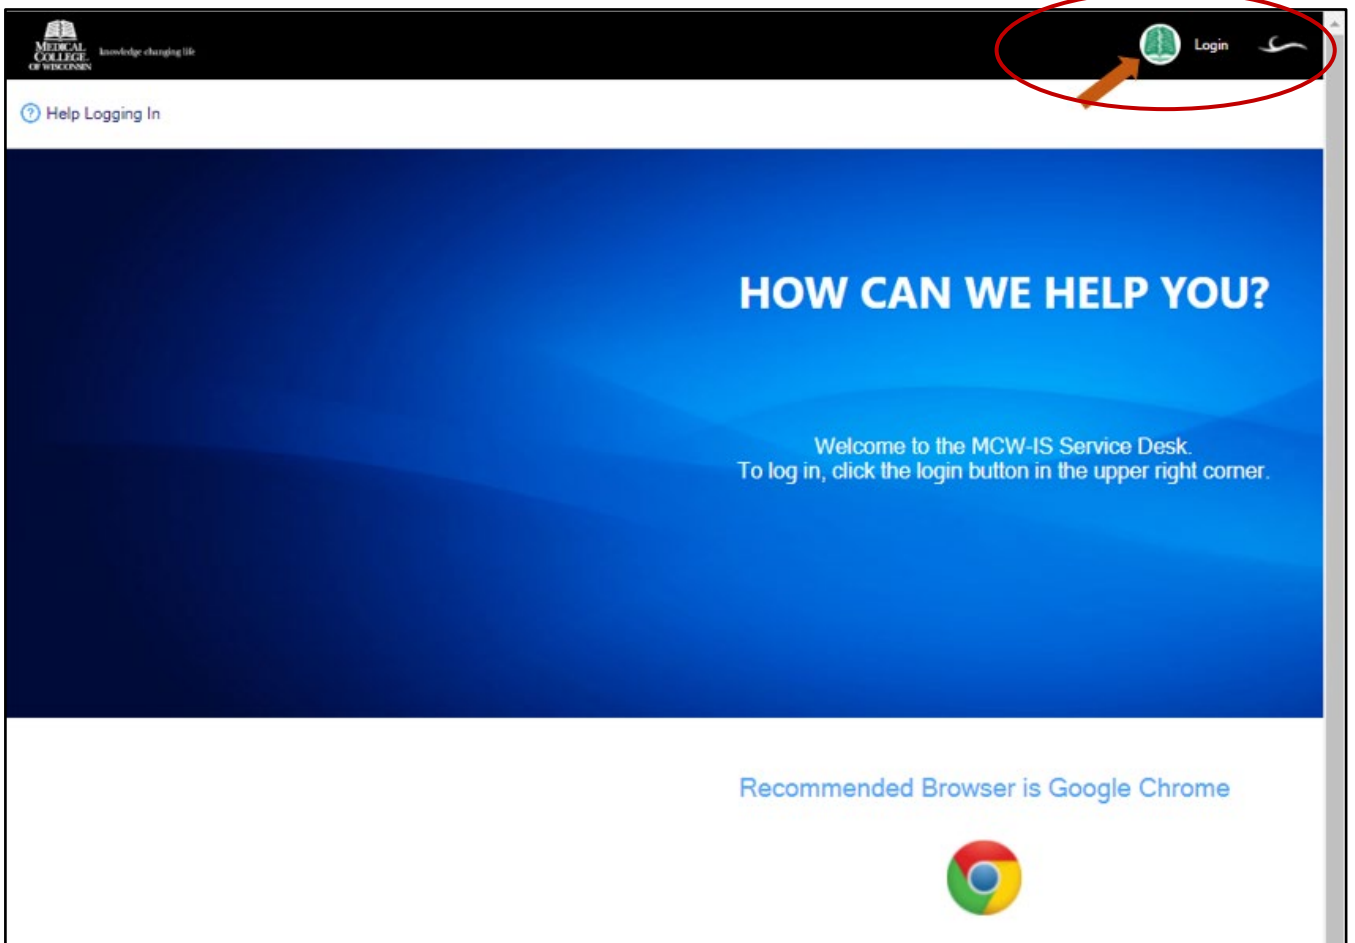 MEDICAL
COLLEGE
OF WISCONSIN
knowledge changing life
Login
Help Logging In
HOW CAN WE HELP YOU?
Welcome to the MCW-IS Service Desk.
To log in, click the login button in the upper right corner.
Recommended Browser is Google Chrome